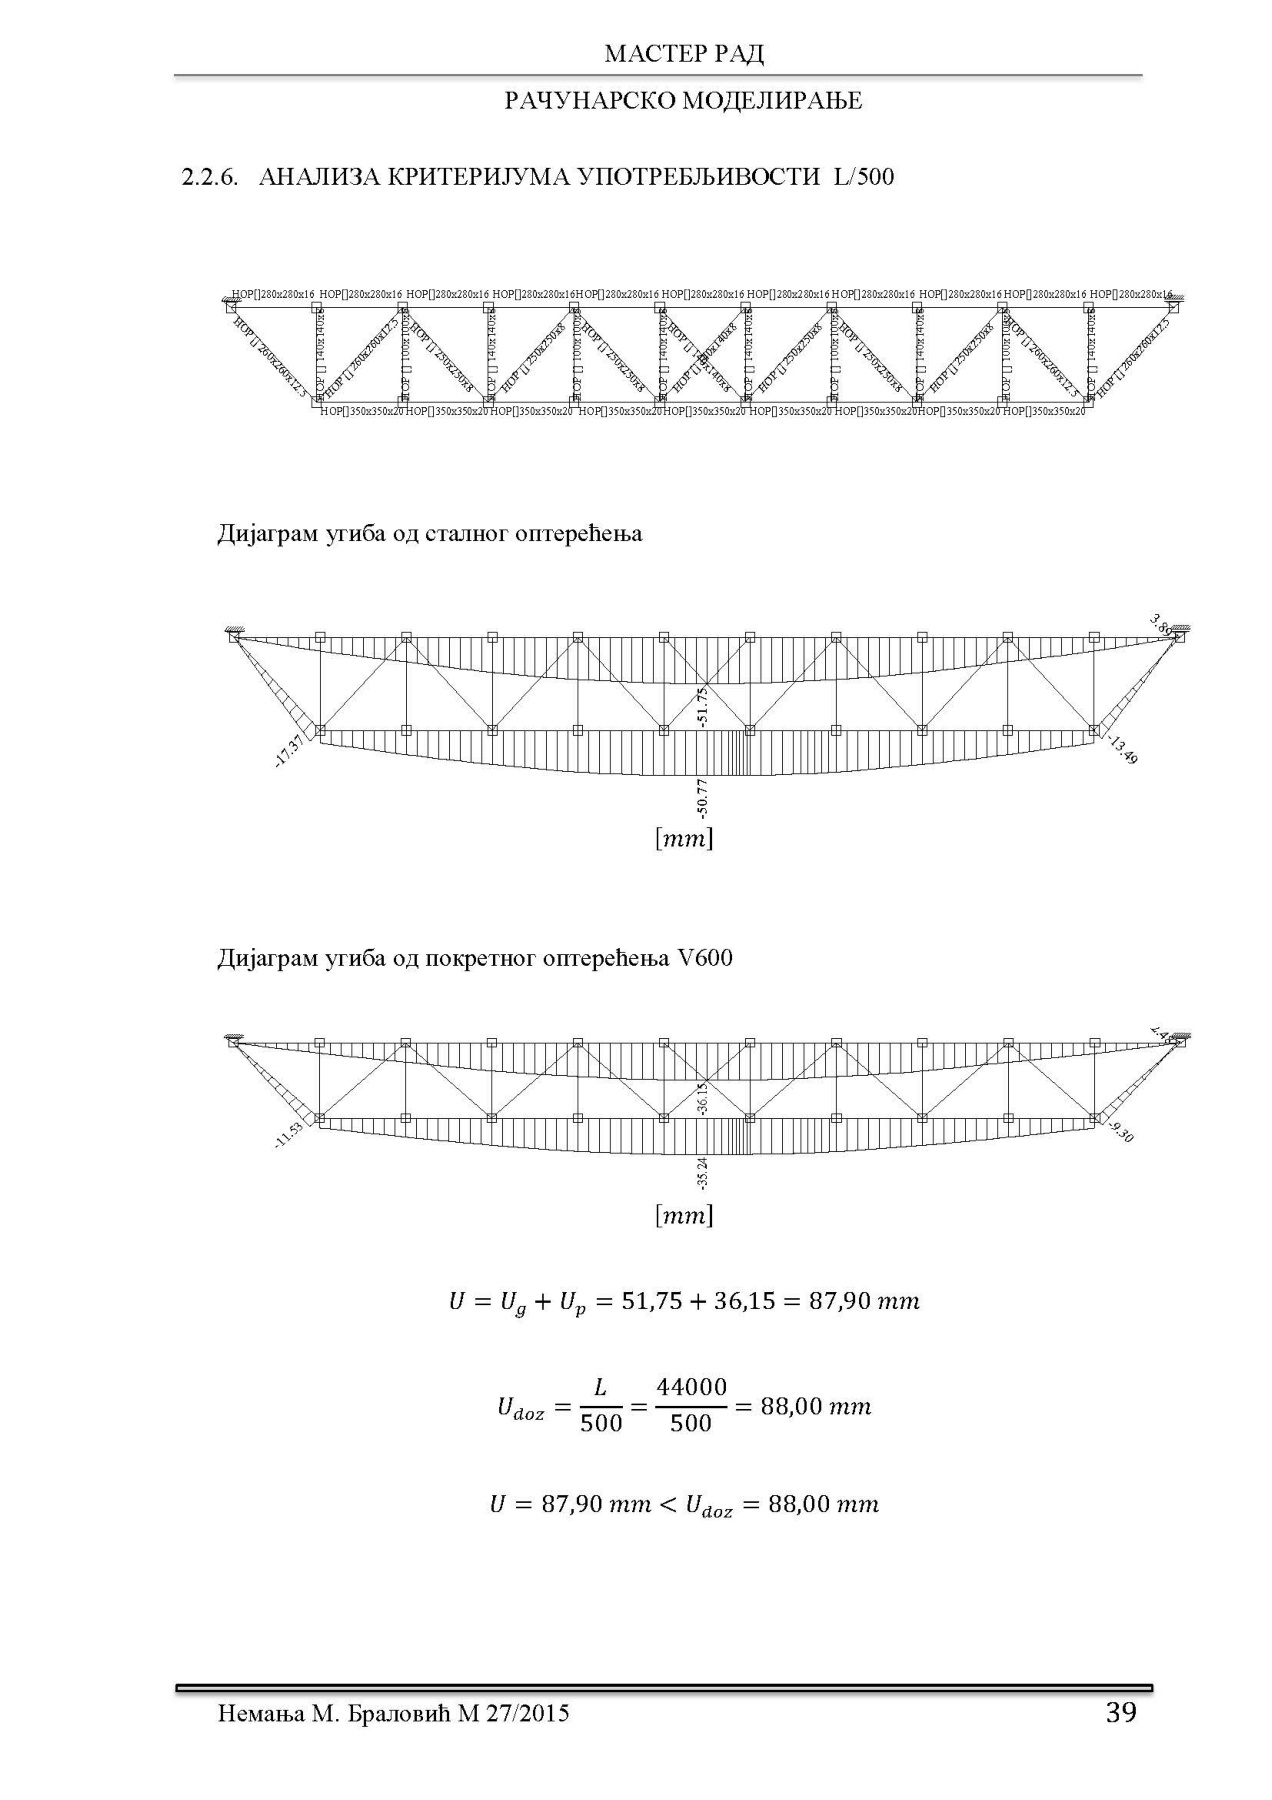 МАСТЕР РАД
РАЧУНАРСКО МОДЕЛИРАЊЕ
2.2.6. АНАЛИЗА КРИТЕРИЈУМА УПОТРЕБЉИВОСТИ L/500
HOP[]280x280x16 HOP[]280x280x16 HOP[]280x280x16 HOP[]280x280x16 HOP[]280x280x16 HOP[]280x280x16 HOP[]280x280x16 HOP[]280x280x16 HOP[]280x280x16 HOP[]280x280x16 HOP[]280x280x16
HOP [] 260x260x12.5 HOP [] 140x140x8 HOP [] 260x260x12.5 HOP [] 100x100x8 HOP [] 250x250x8 HOP [] 140x140x8 HOP [] 250x250x8 HOP [] 100x100x8 HOP [] 250x250x8 HOP [] 140x140x8 HOP [] 140x140x8 HOP [] 140x140x8 HOP [] 140x140x8 HOP [] 250x250x8 HOP [] 100x100x8 HOP [] 250x250x8 HOP [] 140x140x8 HOP [] 250x250x8 HOP [] 100x100x8 HOP [] 260x260x12.5 HOP [] 140x140x8 HOP [] 260x260x12.5
HOP[]350x350x20 HOP[]350x350x20 HOP[]350x350x20 HOP[]350x350x20 HOP[]350x350x20 HOP[]350x350x20 HOP[]350x350x20 HOP[]350x350x20 HOP[]350x350x20
Дијаграм угиба од сталног оптерећења
3.89
-51.75
-17.37 -13.49
-50.77
[mm]
Дијаграм угиба од покретног оптерећења V600
-36.15
-11.53 -9.30
-35.24
[mm]
U = U_g + U_p = 51,75 + 36,15 = 87,90 mm
U_doz = L/500 = 44000/500 = 88,00 mm
U = 87,90 mm < U_doz = 88,00 mm
Немања М. Браловић М 27/2015 39